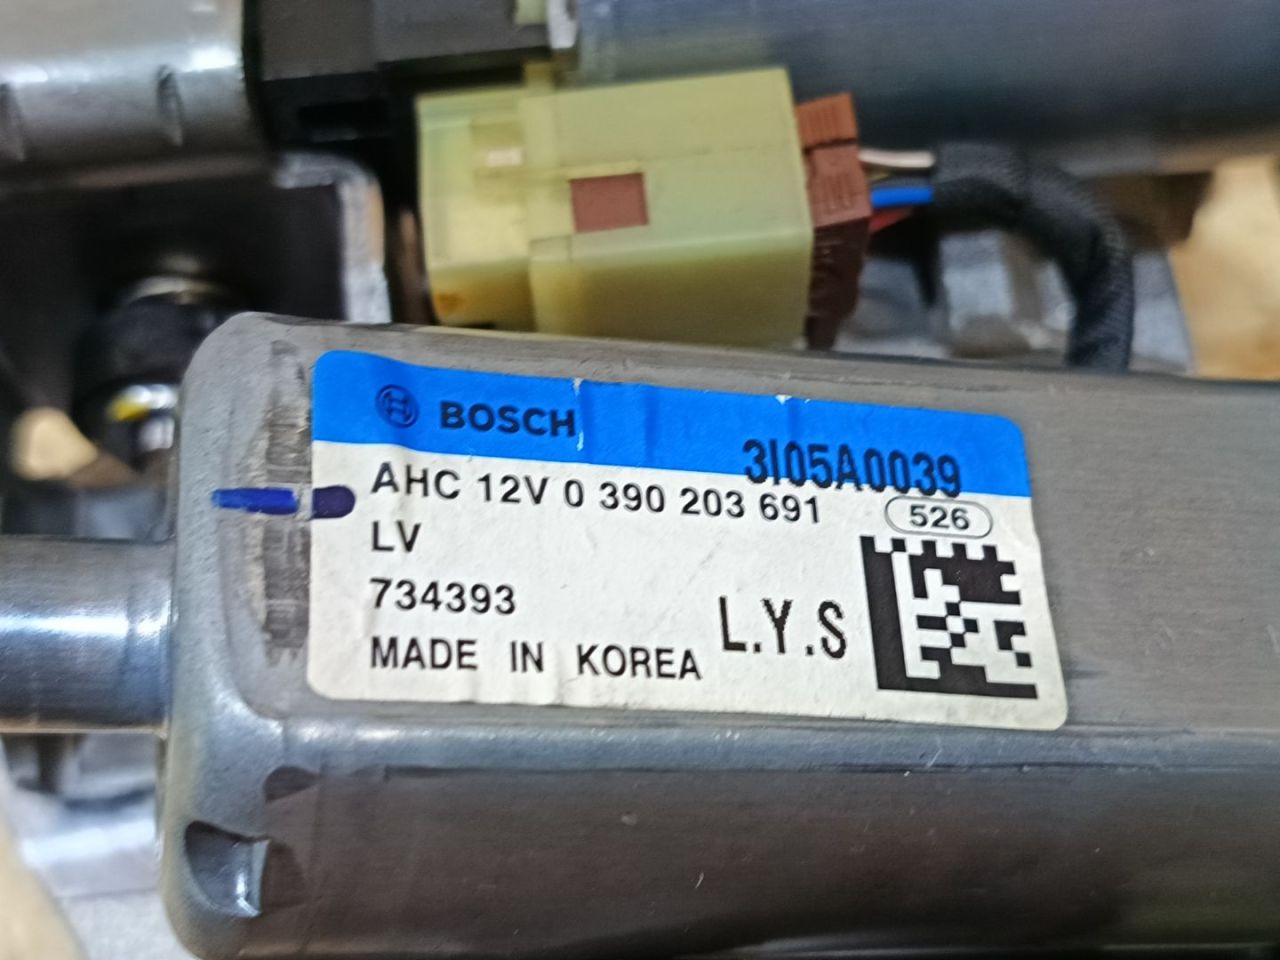 BOSCH
3I05A0039
AHC 12V 0 390 203 691
526
LV
734393
L.Y.S
MADE IN KOREA